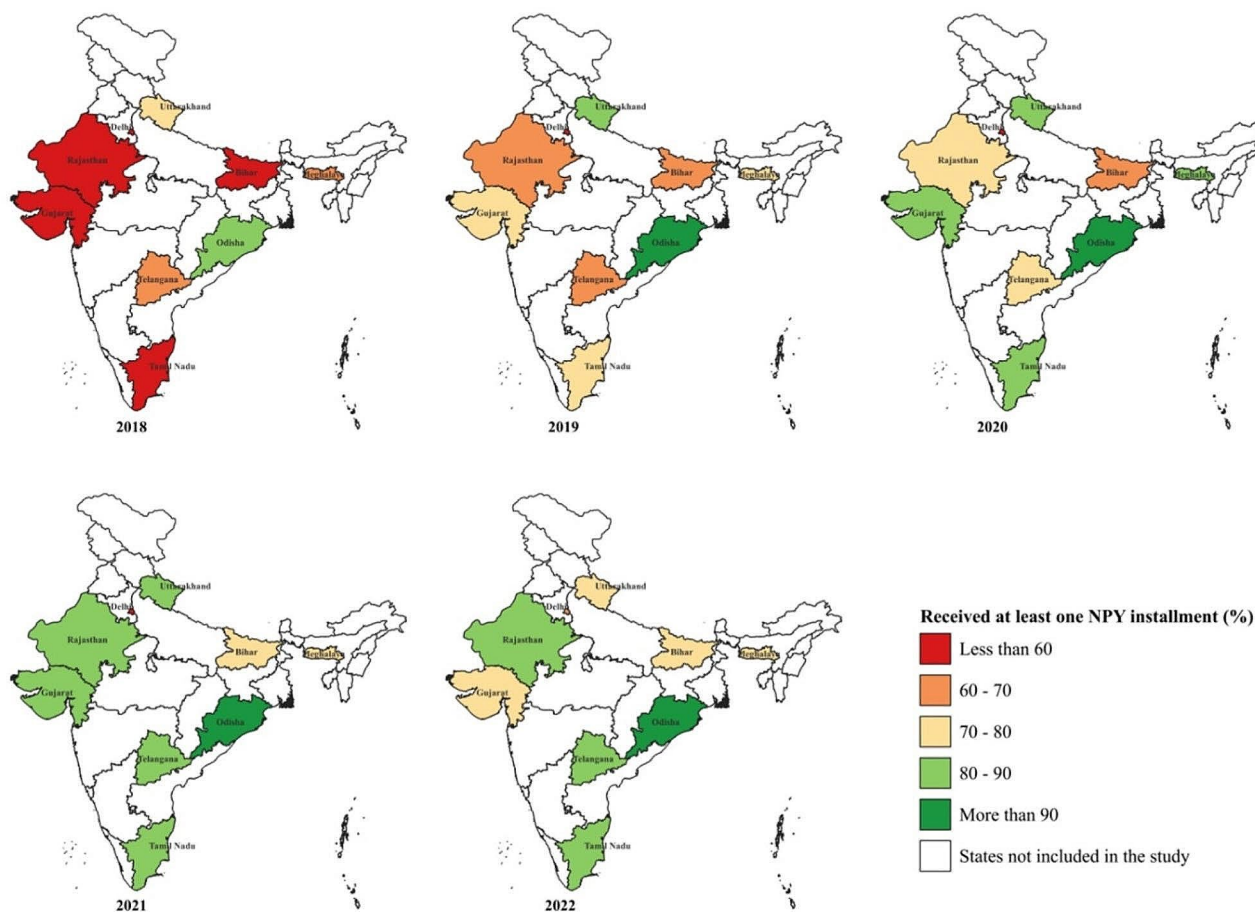 Uttarakhand
Delhi
Rajasthan
Bihar
Meghalaya
Gujarat
Odisha
Telangana
Tamil Nadu
2018
Uttarakhand
Delhi
Rajasthan
Bihar
Meghalaya
Gujarat
Odisha
Telangana
Tamil Nadu
2019
Uttarakhand
Delhi
Rajasthan
Bihar
Meghalaya
Gujarat
Odisha
Telangana
Tamil Nadu
2020
Uttarakhand
Delhi
Rajasthan
Bihar
Meghalaya
Gujarat
Odisha
Telangana
Tamil Nadu
2021
Uttarakhand
Delhi
Rajasthan
Bihar
Meghalaya
Gujarat
Odisha
Telangana
Tamil Nadu
2022
Received at least one NPY installment (%)
Less than 60
60 - 70
70 - 80
80 - 90
More than 90
States not included in the study